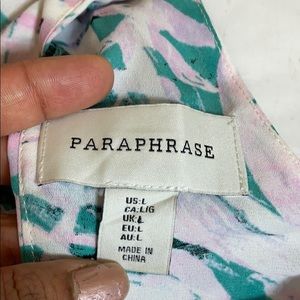 PARAPHRASE
US:L
CA:L/G
UK:L
EU:L
AU:L
MADE IN
CHINA